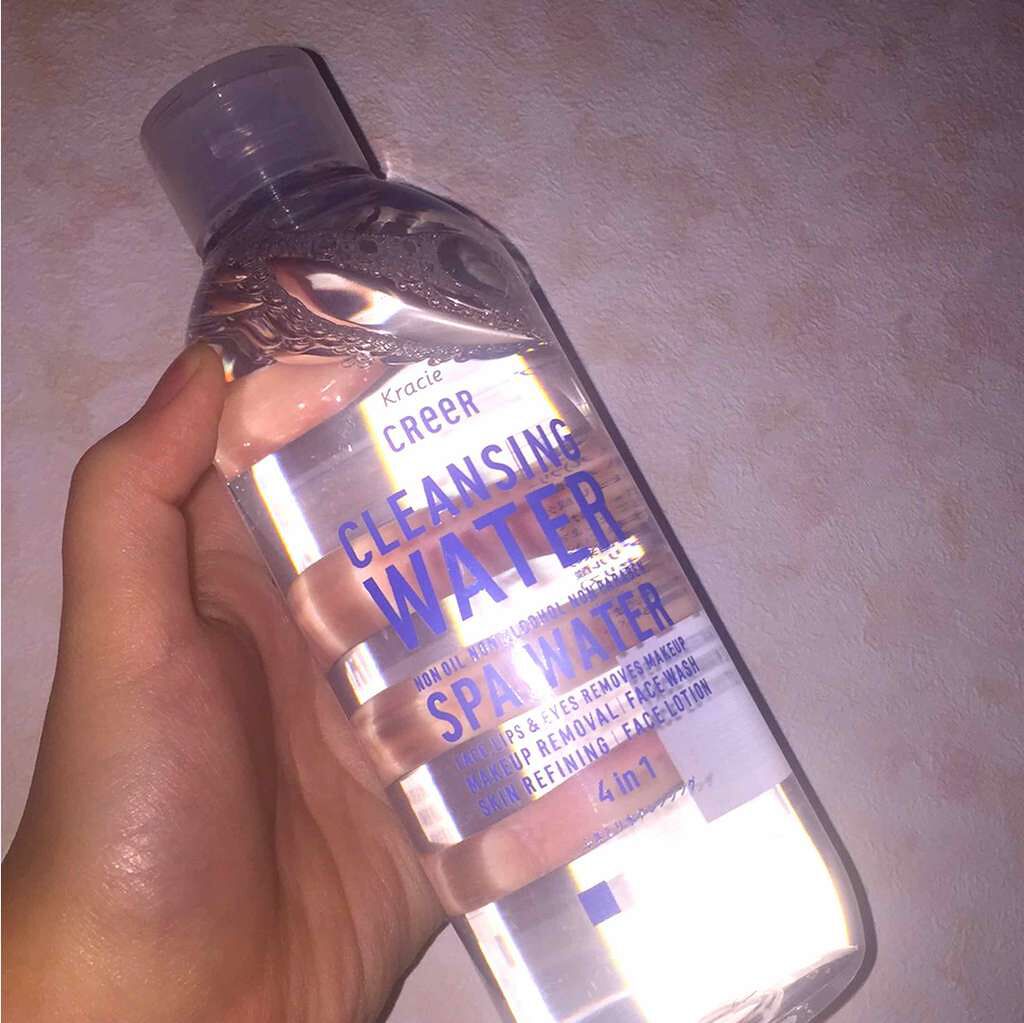 Kracie
creer
CLEANSING
WATER
NON OIL NON ALCOHOL NON PARABEN
SPA WATER
FACE LIPS & EYES REMOVES MAKEUP
MAKEUP REMOVAL | FACE WASH
SKIN REFINING | FACE LOTION
4 in 1